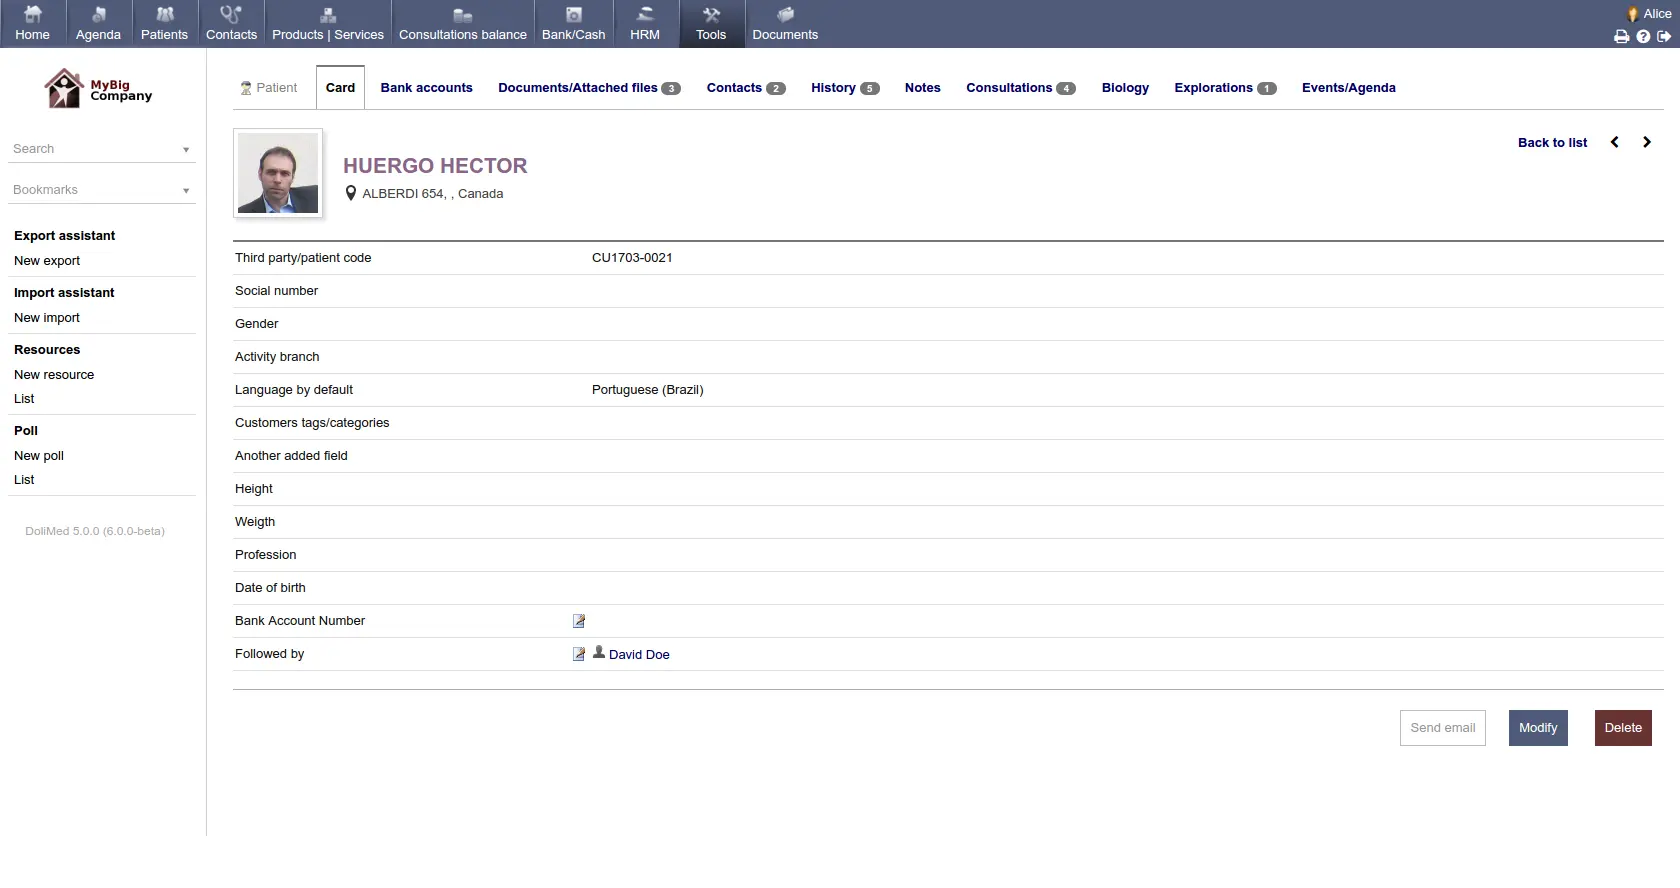 Home Agenda Patients Contacts Products | Services Consultations balance Bank/Cash HRM Tools Documents Alice
MyBig
Company
Search
Bookmarks
Export assistant
New export
Import assistant
New import
Resources
New resource
List
Poll
New poll
List
DoliMed 5.0.0 (6.0.0-beta)
Patient Card Bank accounts Documents/Attached files 3 Contacts 2 History 5 Notes Consultations 4 Biology Explorations 1 Events/Agenda
Back to list
HUERGO HECTOR
ALBERDI 654, , Canada
Third party/patient code CU1703-0021
Social number
Gender
Activity branch
Language by default Portuguese (Brazil)
Customers tags/categories
Another added field
Height
Weigth
Profession
Date of birth
Bank Account Number
Followed by David Doe
Send email Modify Delete